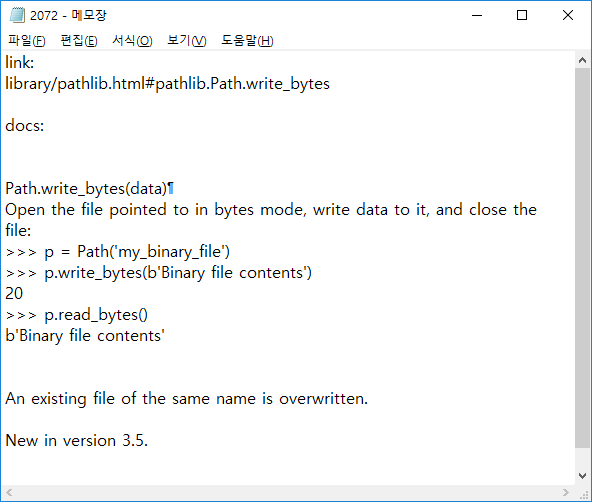 2072 - 메모장
파일(F) 편집(E) 서식(O) 보기(V) 도움말(H)
link:
library/pathlib.html#pathlib.Path.write_bytes
docs:
Path.write_bytes(data)¶
Open the file pointed to in bytes mode, write data to it, and close the
file:
>>> p = Path('my_binary_file')
>>> p.write_bytes(b'Binary file contents')
20
>>> p.read_bytes()
b'Binary file contents'
An existing file of the same name is overwritten.
New in version 3.5.